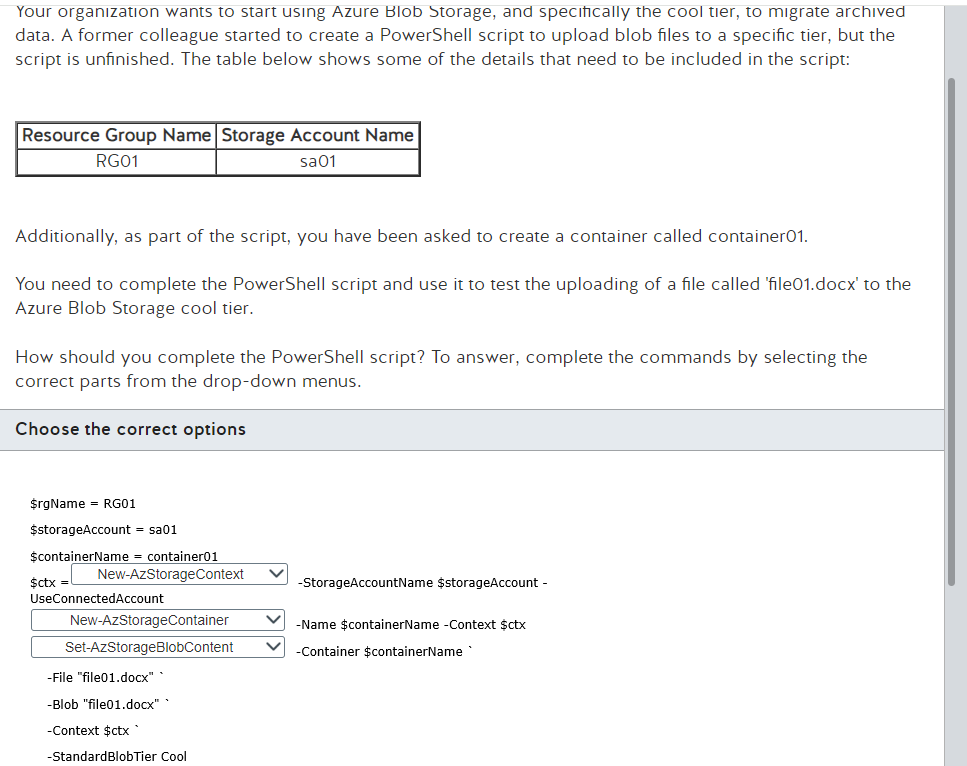 Your organization wants to start using Azure Blob Storage, and specifically the cool tier, to migrate archived
data. A former colleague started to create a PowerShell script to upload blob files to a specific tier, but the
script is unfinished. The table below shows some of the details that need to be included in the script:
Resource Group Name Storage Account Name
RG01 sa01
Additionally, as part of the script, you have been asked to create a container called container01.
You need to complete the PowerShell script and use it to test the uploading of a file called 'file01.docx' to the
Azure Blob Storage cool tier.
How should you complete the PowerShell script? To answer, complete the commands by selecting the
correct parts from the drop-down menus.
Choose the correct options
$rgName = RG01
$storageAccount = sa01
$containerName = container01
$ctx = New-AzStorageContext -StorageAccountName $storageAccount -
UseConnectedAccount
New-AzStorageContainer -Name $containerName -Context $ctx
Set-AzStorageBlobContent -Container $containerName `
-File "file01.docx" `
-Blob "file01.docx" `
-Context $ctx `
-StandardBlobTier Cool